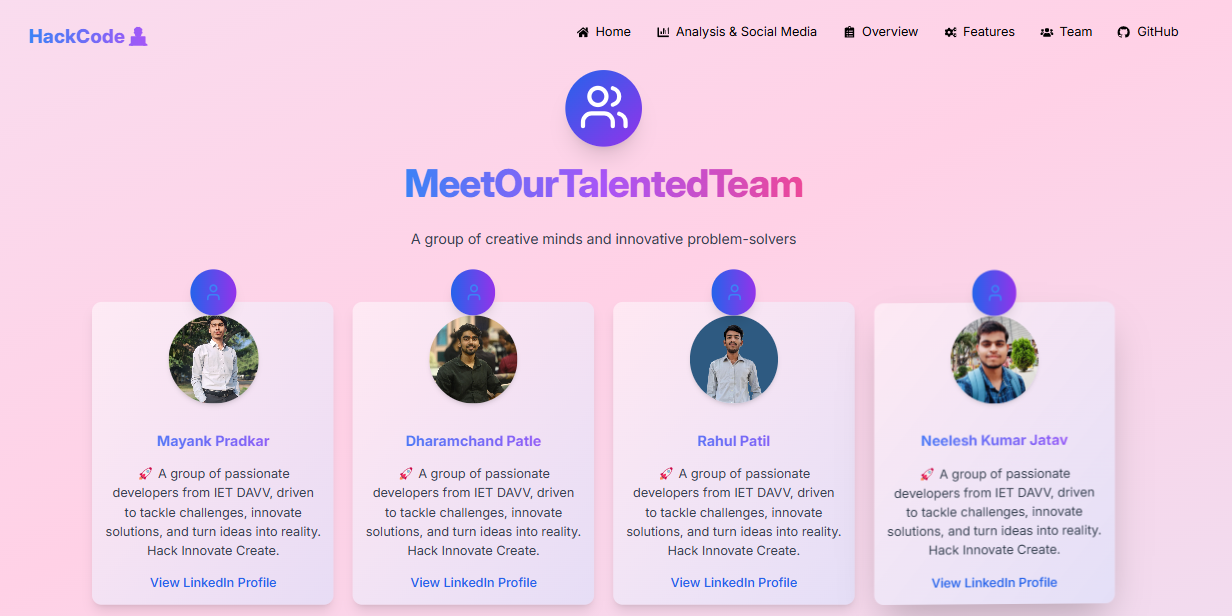 HackCode
Home Analysis & Social Media Overview Features Team GitHub
MeetOurTalentedTeam
A group of creative minds and innovative problem-solvers
Mayank Pradkar
🚀 A group of passionate
developers from IET DAVV, driven
to tackle challenges, innovate
solutions, and turn ideas into reality.
Hack Innovate Create.
View LinkedIn Profile
Dharamchand Patle
🚀 A group of passionate
developers from IET DAVV, driven
to tackle challenges, innovate
solutions, and turn ideas into reality.
Hack Innovate Create.
View LinkedIn Profile
Rahul Patil
🚀 A group of passionate
developers from IET DAVV, driven
to tackle challenges, innovate
solutions, and turn ideas into reality.
Hack Innovate Create.
View LinkedIn Profile
Neelesh Kumar Jatav
🚀 A group of passionate
developers from IET DAVV, driven
to tackle challenges, innovate
solutions, and turn ideas into reality.
Hack Innovate Create.
View LinkedIn Profile